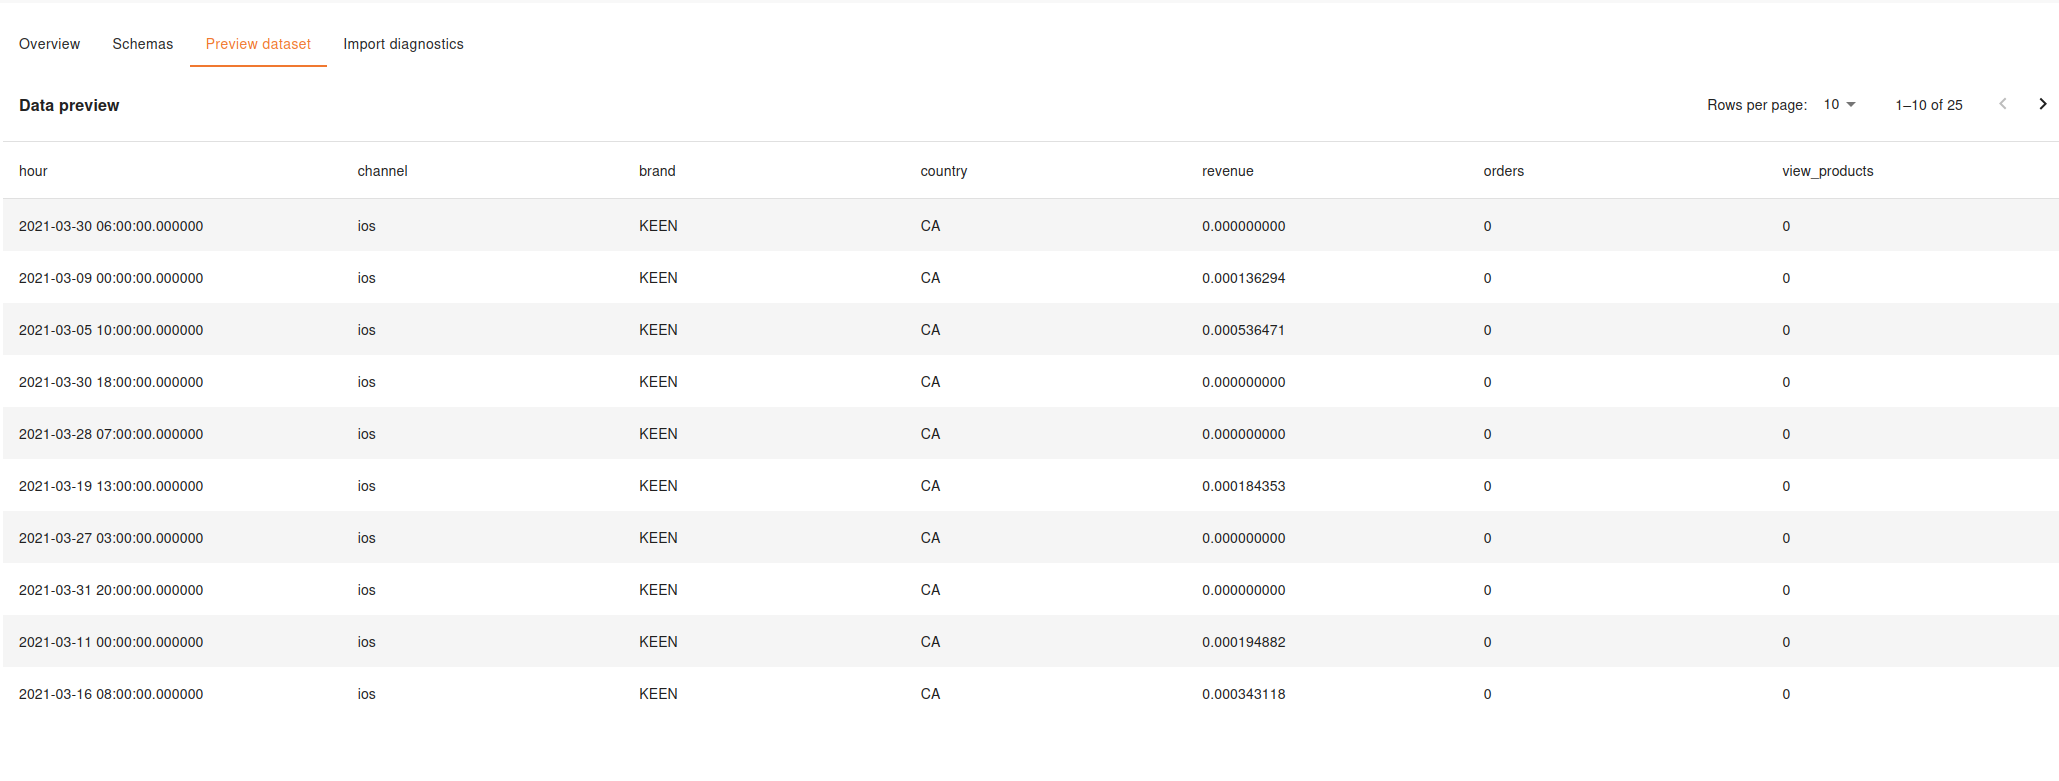 Overview Schemas Preview dataset Import diagnostics
Data preview Rows per page: 10 1–10 of 25
hour channel brand country revenue orders view_products
2021-03-30 06:00:00.000000 ios KEEN CA 0.000000000 0 0
2021-03-09 00:00:00.000000 ios KEEN CA 0.000136294 0 0
2021-03-05 10:00:00.000000 ios KEEN CA 0.000536471 0 0
2021-03-30 18:00:00.000000 ios KEEN CA 0.000000000 0 0
2021-03-28 07:00:00.000000 ios KEEN CA 0.000000000 0 0
2021-03-19 13:00:00.000000 ios KEEN CA 0.000184353 0 0
2021-03-27 03:00:00.000000 ios KEEN CA 0.000000000 0 0
2021-03-31 20:00:00.000000 ios KEEN CA 0.000000000 0 0
2021-03-11 00:00:00.000000 ios KEEN CA 0.000194882 0 0
2021-03-16 08:00:00.000000 ios KEEN CA 0.000343118 0 0